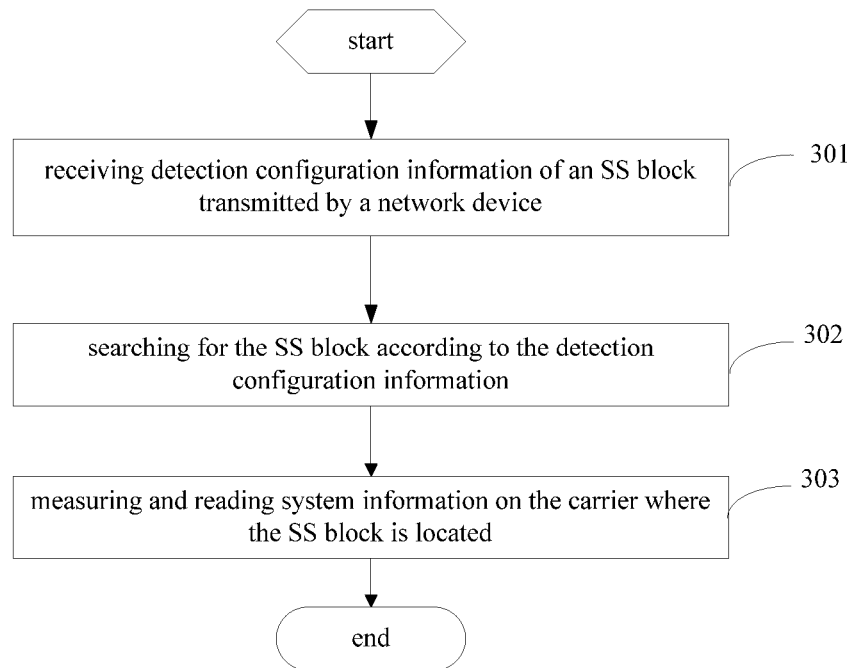 start
receiving detection configuration information of an SS block
transmitted by a network device
301
searching for the SS block according to the detection
configuration information
302
measuring and reading system information on the carrier where
the SS block is located
303
end